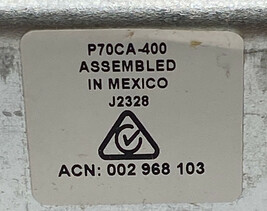 P70CA-400
ASSEMBLED
IN MEXICO
J2328
ACN: 002 968 103